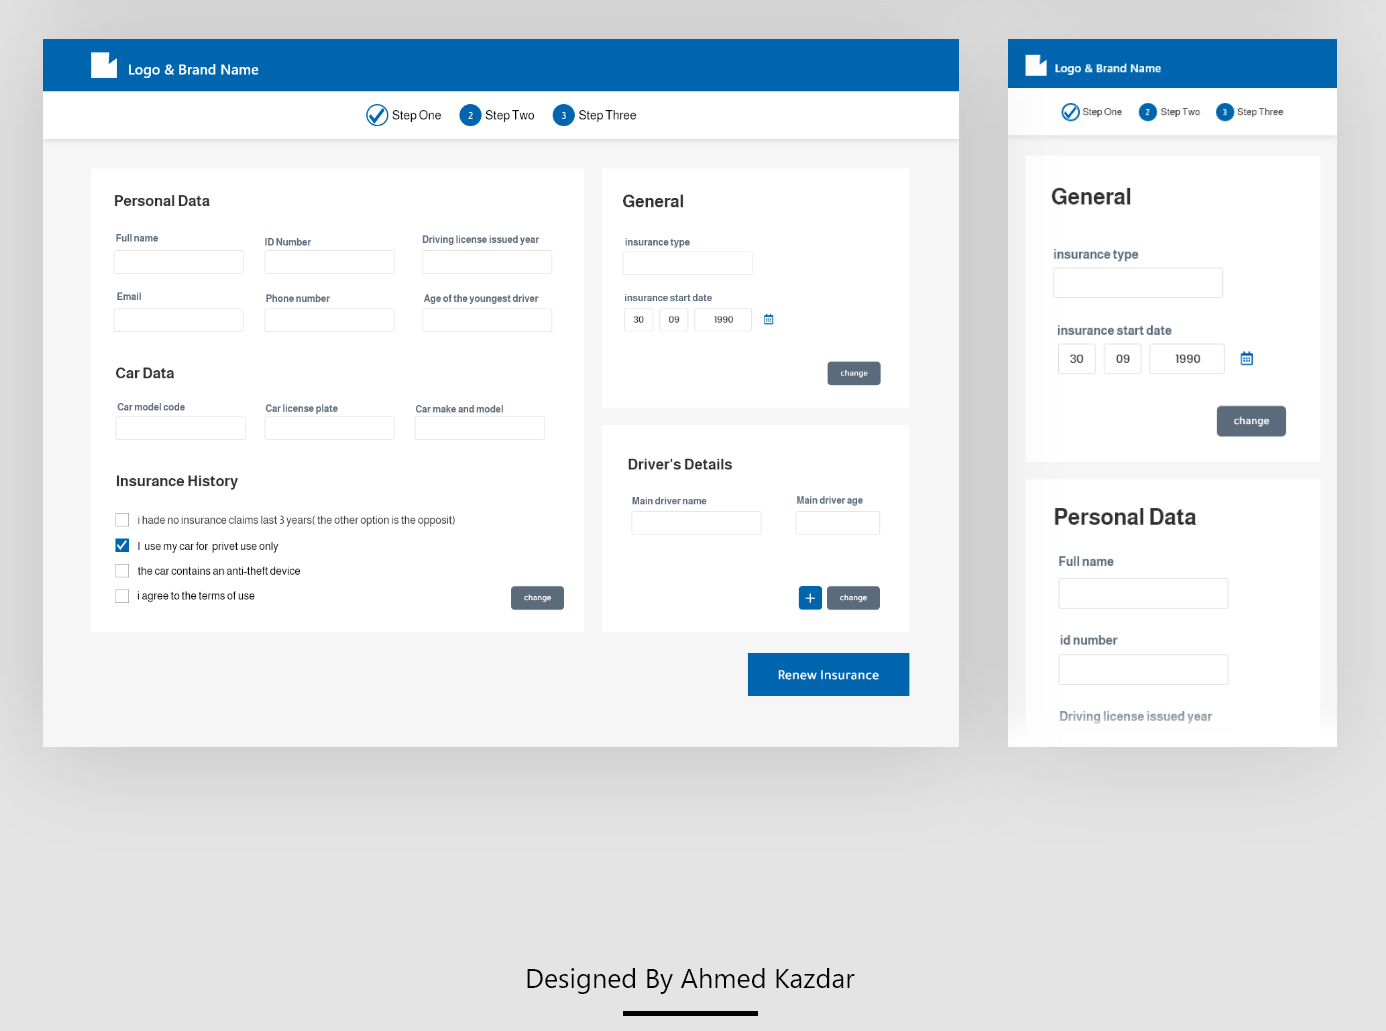 Logo & Brand Name
Step One
2 Step Two
3 Step Three
Personal Data
Full name
ID Number
Driving license issued year
Email
Phone number
Age of the youngest driver
Car Data
Car model code
Car license plate
Car make and model
Insurance History
i hade no insurance claims last 3 years( the other option is the opposit)
I use my car for privet use only
the car contains an anti-theft device
i agree to the terms of use
change
General
insurance type
insurance start date
30 09 1990
change
Driver's Details
Main driver name
Main driver age
+ change
Renew Insurance
Logo & Brand Name
Step One
2 Step Two
3 Step Three
General
insurance type
insurance start date
30 09 1990
change
Personal Data
Full name
id number
Driving license issued year
Designed By Ahmed Kazdar